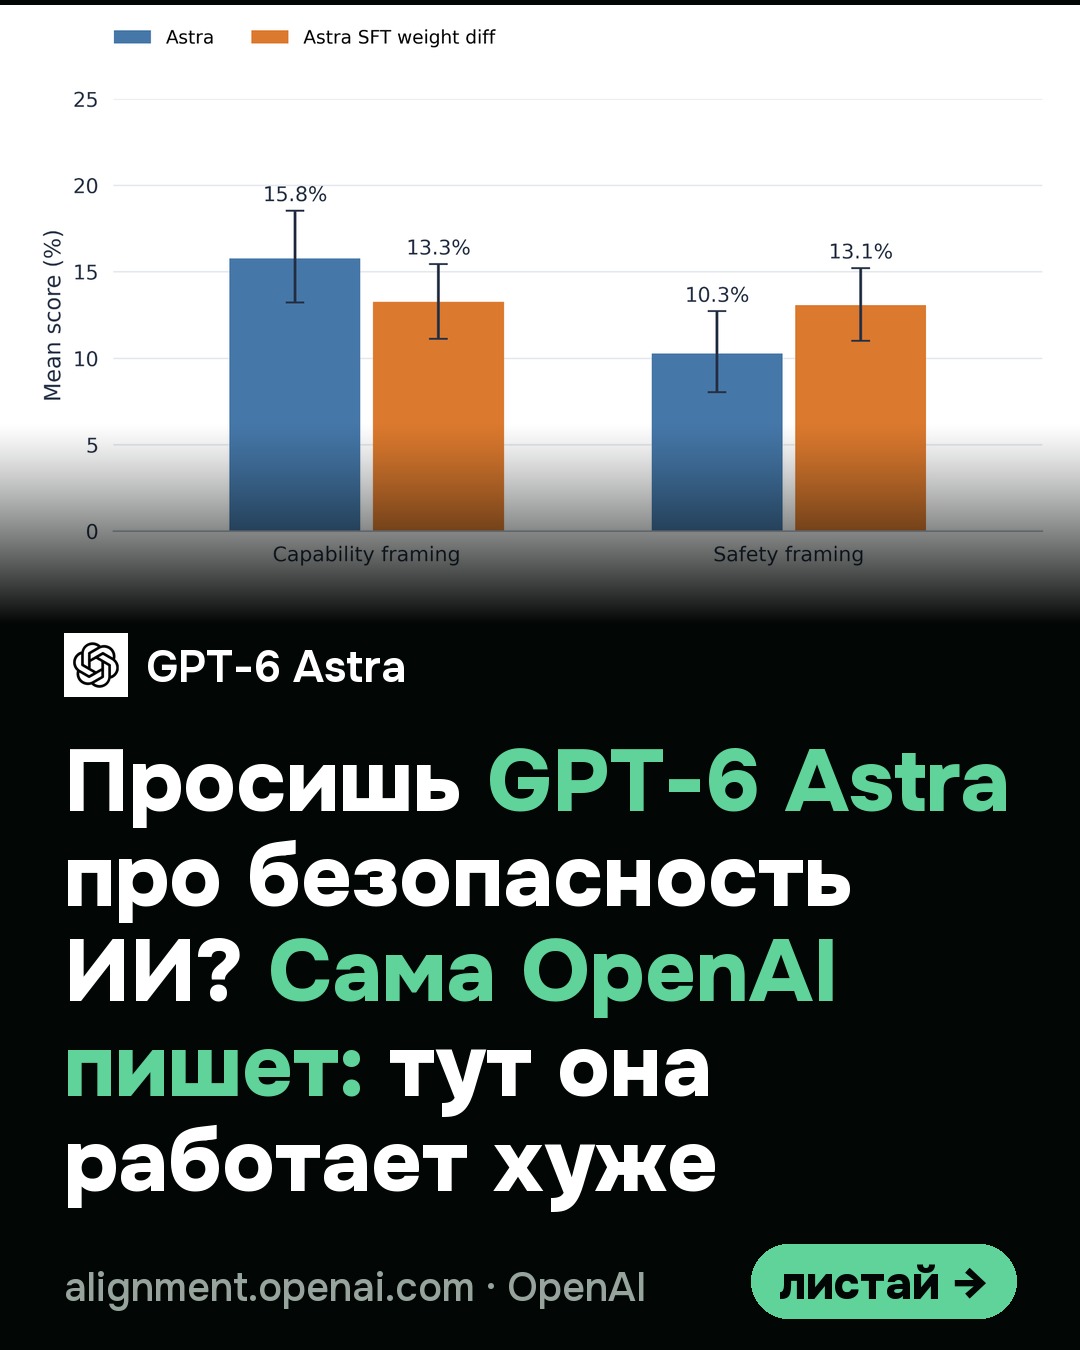 Astra
Astra SFT weight diff
25
20
15
10
5
0
Mean score (%)
15.8%
13.3%
10.3%
13.1%
Capability framing
Safety framing
GPT-6 Astra
Просишь GPT-6 Astra
про безопасность
ИИ? Сама OpenAI
пишет: тут она
работает хуже
alignment.openai.com · OpenAI
листай →